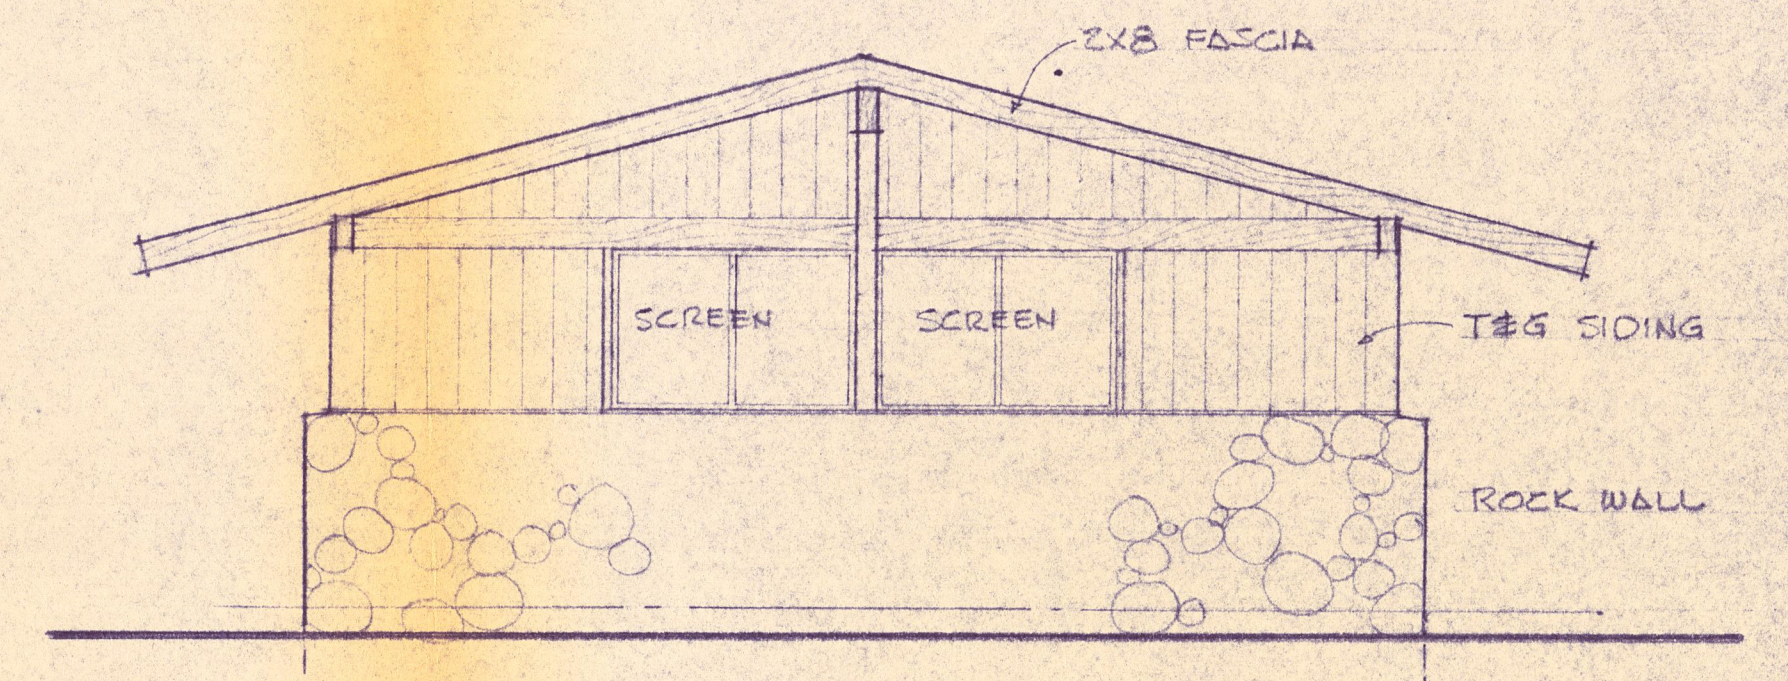 2X8 FASCIA
SCREEN
SCREEN
T&G SIDING
ROCK WALL